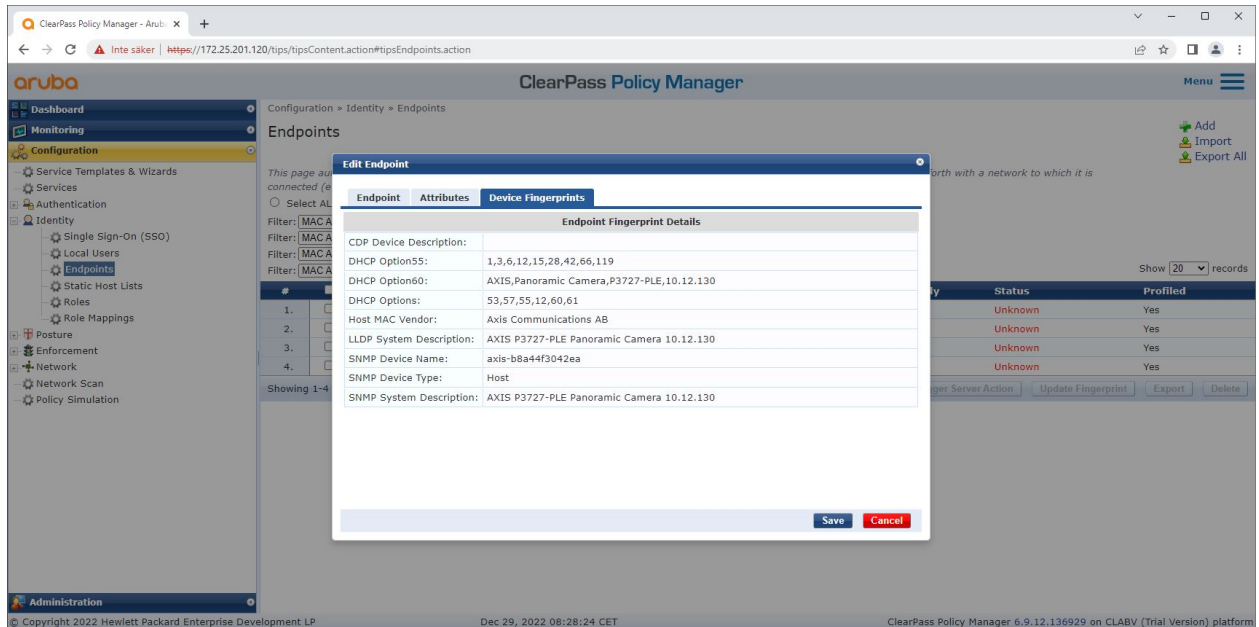 ClearPass Policy Manager - Arub
Inte säker | https://172.25.201.120/tips/tipsContent.action#tipsEndpoints.action
aruba
ClearPass Policy Manager
Menu
Dashboard
Monitoring
Configuration
Service Templates & Wizards
Services
Authentication
Identity
Single Sign-On (SSO)
Local Users
Endpoints
Static Host Lists
Roles
Role Mappings
Posture
Enforcement
Network
Network Scan
Policy Simulation
Administration
Configuration » Identity » Endpoints
Endpoints
Add
Import
Export All
This page au
orth with a network to which it is
connected (e
Select AL
Filter: MAC A
Filter: MAC A
Filter: MAC A
Filter: MAC A
Show 20 records
# Status Profiled
1. Unknown Yes
2. Unknown Yes
3. Unknown Yes
4. Unknown Yes
Showing 1-4
ger Server Action Update Fingerprint Export Delete
Edit Endpoint
Endpoint Attributes Device Fingerprints
Endpoint Fingerprint Details
CDP Device Description:
DHCP Option55: 1,3,6,12,15,28,42,66,119
DHCP Option60: AXIS,Panoramic Camera,P3727-PLE,10.12.130
DHCP Options: 53,57,55,12,60,61
Host MAC Vendor: Axis Communications AB
LLDP System Description: AXIS P3727-PLE Panoramic Camera 10.12.130
SNMP Device Name: axis-b8a44f3042ea
SNMP Device Type: Host
SNMP System Description: AXIS P3727-PLE Panoramic Camera 10.12.130
Save Cancel
© Copyright 2022 Hewlett Packard Enterprise Development LP
Dec 29, 2022 08:28:24 CET
ClearPass Policy Manager 6.9.12.136929 on CLABV (Trial Version) platform